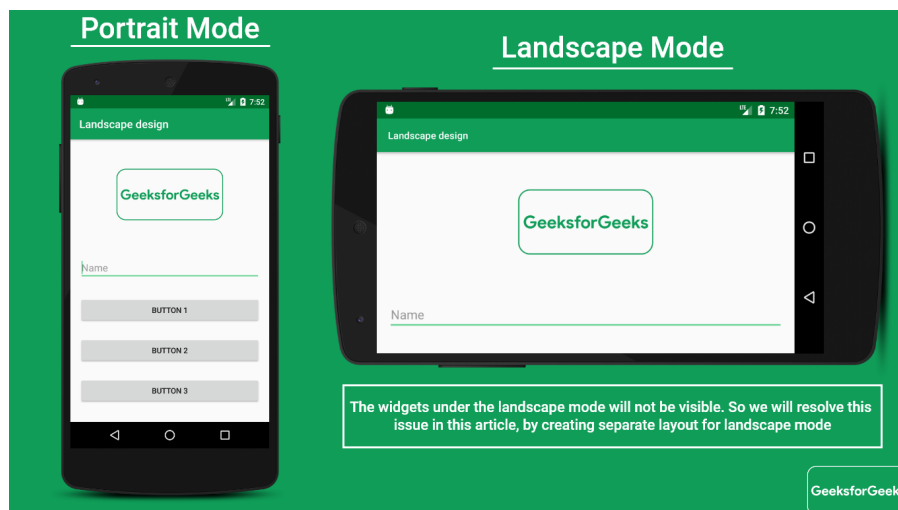 Portrait Mode
7:52
Landscape design
GeeksforGeeks
Name
BUTTON 1
BUTTON 2
BUTTON 3
Landscape Mode
LTE 7:52
Landscape design
GeeksforGeeks
Name
The widgets under the landscape mode will not be visible. So we will resolve this
issue in this article, by creating separate layout for landscape mode
GeeksforGeek